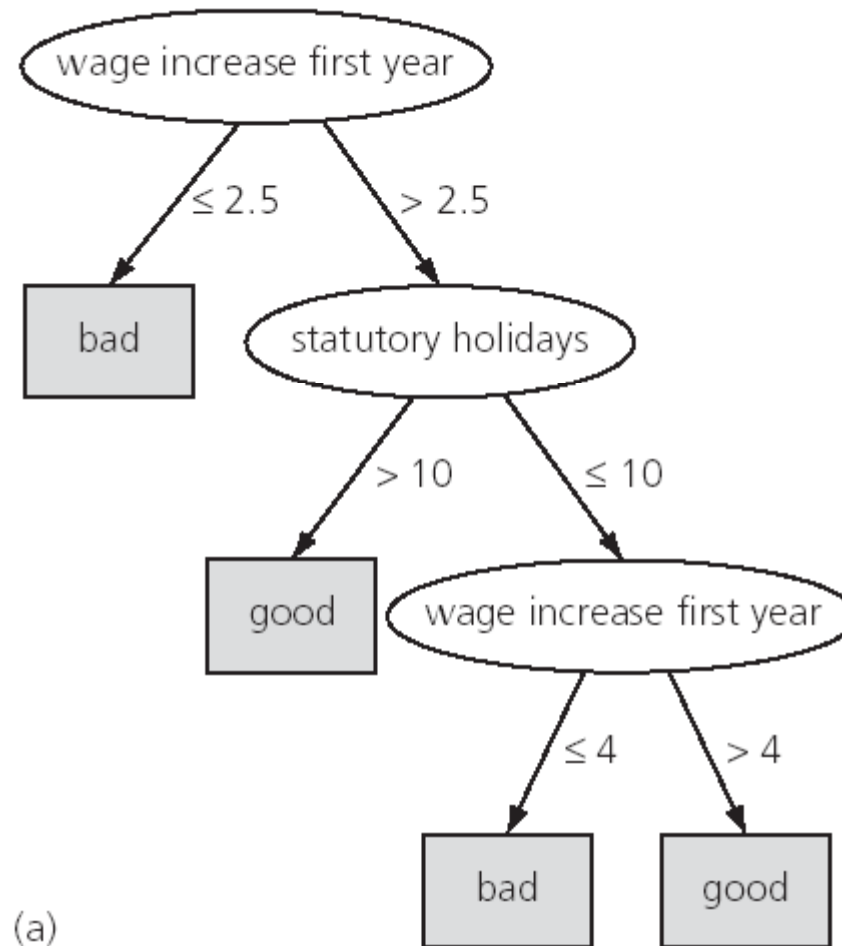 wage increase first year
≤ 2.5
> 2.5
bad
statutory holidays
> 10
≤ 10
good
wage increase first year
≤ 4
> 4
bad
good
(a)